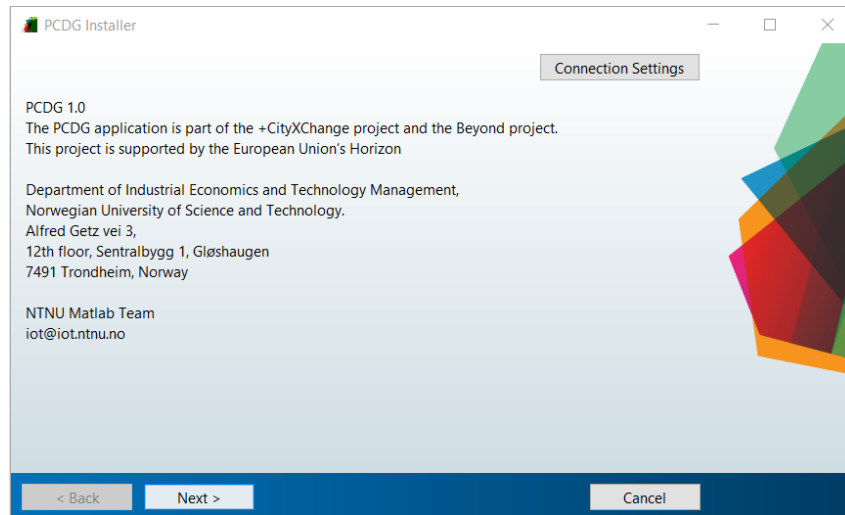 PCDG Installer
Connection Settings
PCDG 1.0
The PCDG application is part of the +CityXChange project and the Beyond project.
This project is supported by the European Union's Horizon
Department of Industrial Economics and Technology Management,
Norwegian University of Science and Technology.
Alfred Getz vei 3,
12th floor, Sentralbygg 1, Gløshaugen
7491 Trondheim, Norway
NTNU Matlab Team
iot@iot.ntnu.no
< Back
Next >
Cancel